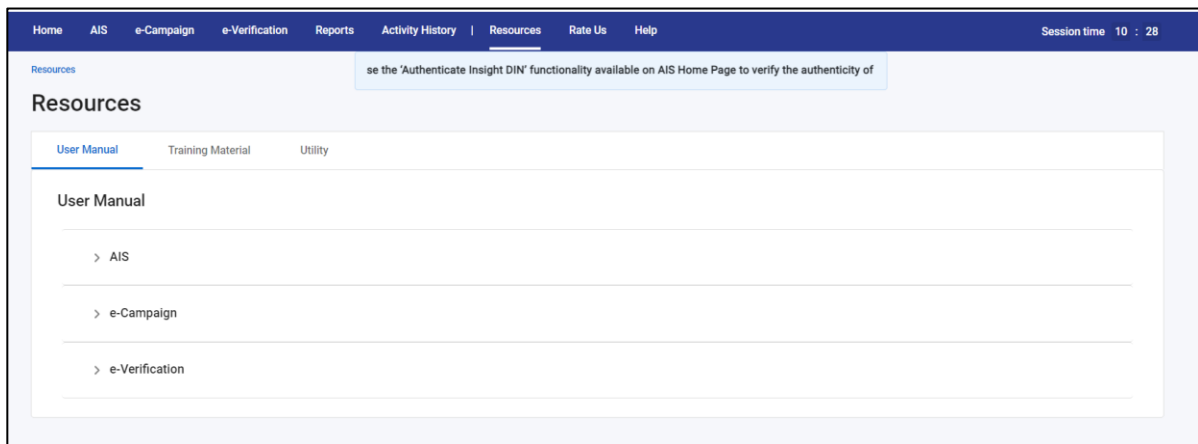 Home AIS e-Campaign e-Verification Reports Activity History | Resources Rate Us Help Session time 10 : 28
Resources
se the ‘Authenticate Insight DIN’ functionality available on AIS Home Page to verify the authenticity of
Resources
User Manual Training Material Utility
User Manual
AIS
e-Campaign
e-Verification